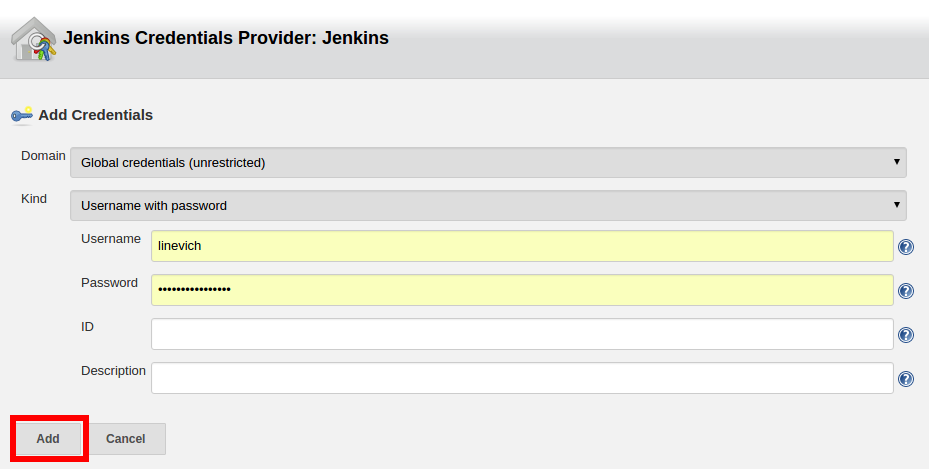 Jenkins Credentials Provider: Jenkins
Add Credentials
Domain Global credentials (unrestricted)
Kind Username with password
Username linevich
Password ••••••••••••••••
ID
Description
Add Cancel